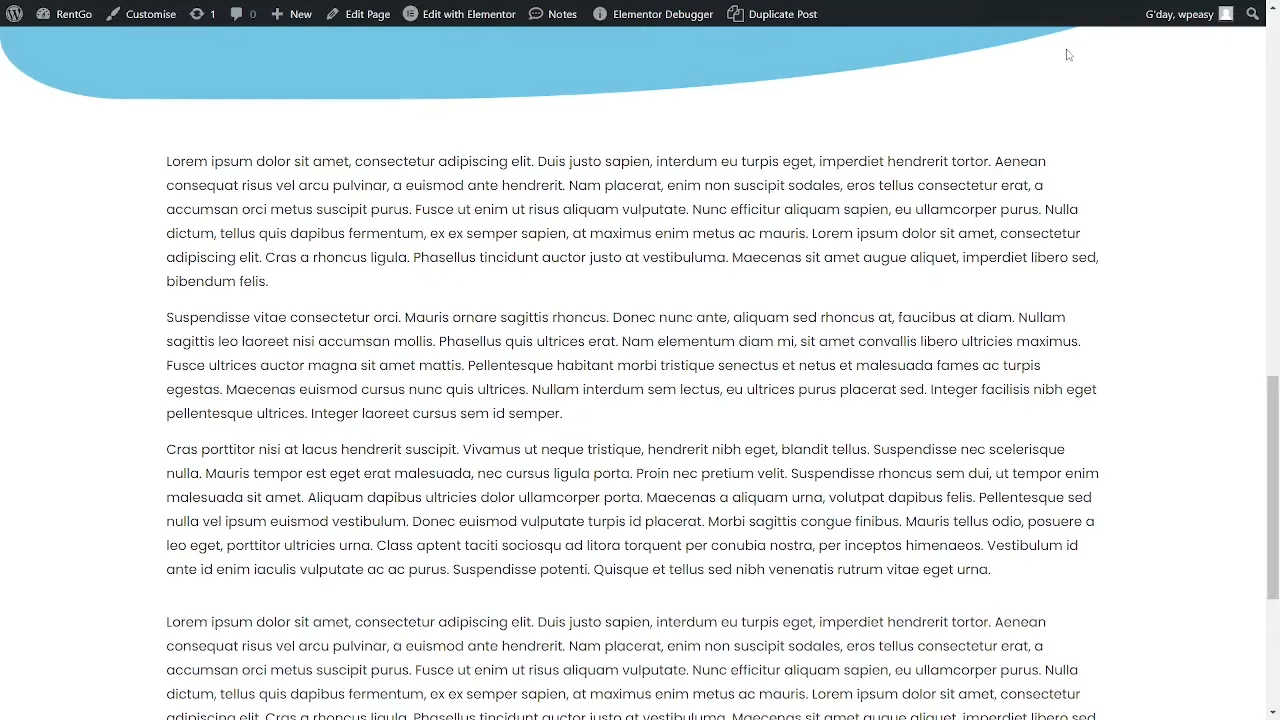 RentGo Customise 1 0 New Edit Page Edit with Elementor Notes Elementor Debugger Duplicate Post G'day, wpeasy
Lorem ipsum dolor sit amet, consectetur adipiscing elit. Duis justo sapien, interdum eu turpis eget, imperdiet hendrerit tortor. Aenean
consequat risus vel arcu pulvinar, a euismod ante hendrerit. Nam placerat, enim non suscipit sodales, eros tellus consectetur erat, a
accumsan orci metus suscipit purus. Fusce ut enim ut risus aliquam vulputate. Nunc efficitur aliquam sapien, eu ullamcorper purus. Nulla
dictum, tellus quis dapibus fermentum, ex ex semper sapien, at maximus enim metus ac mauris. Lorem ipsum dolor sit amet, consectetur
adipiscing elit. Cras a rhoncus ligula. Phasellus tincidunt auctor justo at vestibuluma. Maecenas sit amet augue aliquet, imperdiet libero sed,
bibendum felis.
Suspendisse vitae consectetur orci. Mauris ornare sagittis rhoncus. Donec nunc ante, aliquam sed rhoncus at, faucibus at diam. Nullam
sagittis leo laoreet nisi accumsan mollis. Phasellus quis ultrices erat. Nam elementum diam mi, sit amet convallis libero ultricies maximus.
Fusce ultrices auctor magna sit amet mattis. Pellentesque habitant morbi tristique senectus et netus et malesuada fames ac turpis
egestas. Maecenas euismod cursus nunc quis ultrices. Nullam interdum sem lectus, eu ultrices purus placerat sed. Integer facilisis nibh eget
pellentesque ultrices. Integer laoreet cursus sem id semper.
Cras porttitor nisi at lacus hendrerit suscipit. Vivamus ut neque tristique, hendrerit nibh eget, blandit tellus. Suspendisse nec scelerisque
nulla. Mauris tempor est eget erat malesuada, nec cursus ligula porta. Proin nec pretium velit. Suspendisse rhoncus sem dui, ut tempor enim
malesuada sit amet. Aliquam dapibus ultricies dolor ullamcorper porta. Maecenas a aliquam urna, volutpat dapibus felis. Pellentesque sed
nulla vel ipsum euismod vestibulum. Donec euismod vulputate turpis id placerat. Morbi sagittis congue finibus. Mauris tellus odio, posuere a
leo eget, porttitor ultricies urna. Class aptent taciti sociosqu ad litora torquent per conubia nostra, per inceptos himenaeos. Vestibulum id
ante id enim iaculis vulputate ac ac purus. Suspendisse potenti. Quisque et tellus sed nibh venenatis rutrum vitae eget urna.
Lorem ipsum dolor sit amet, consectetur adipiscing elit. Duis justo sapien, interdum eu turpis eget, imperdiet hendrerit tortor. Aenean
consequat risus vel arcu pulvinar, a euismod ante hendrerit. Nam placerat, enim non suscipit sodales, eros tellus consectetur erat, a
accumsan orci metus suscipit purus. Fusce ut enim ut risus aliquam vulputate. Nunc efficitur aliquam sapien, eu ullamcorper purus. Nulla
dictum, tellus quis dapibus fermentum, ex ex semper sapien, at maximus enim metus ac mauris. Lorem ipsum dolor sit amet, consectetur
adipiscing elit. Cras a rhoncus ligula. Phasellus tincidunt auctor justo at vestibuluma. Maecenas sit amet augue aliquet, imperdiet libero sed,